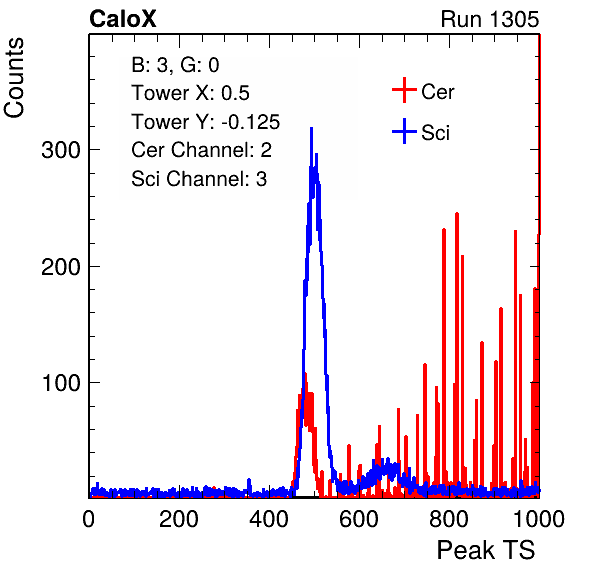 CaloX Run 1305
Counts
B: 3, G: 0
Tower X: 0.5
Tower Y: -0.125
Cer Channel: 2
Sci Channel: 3
Cer
Sci
300
200
100
0 200 400 600 800 1000
Peak TS